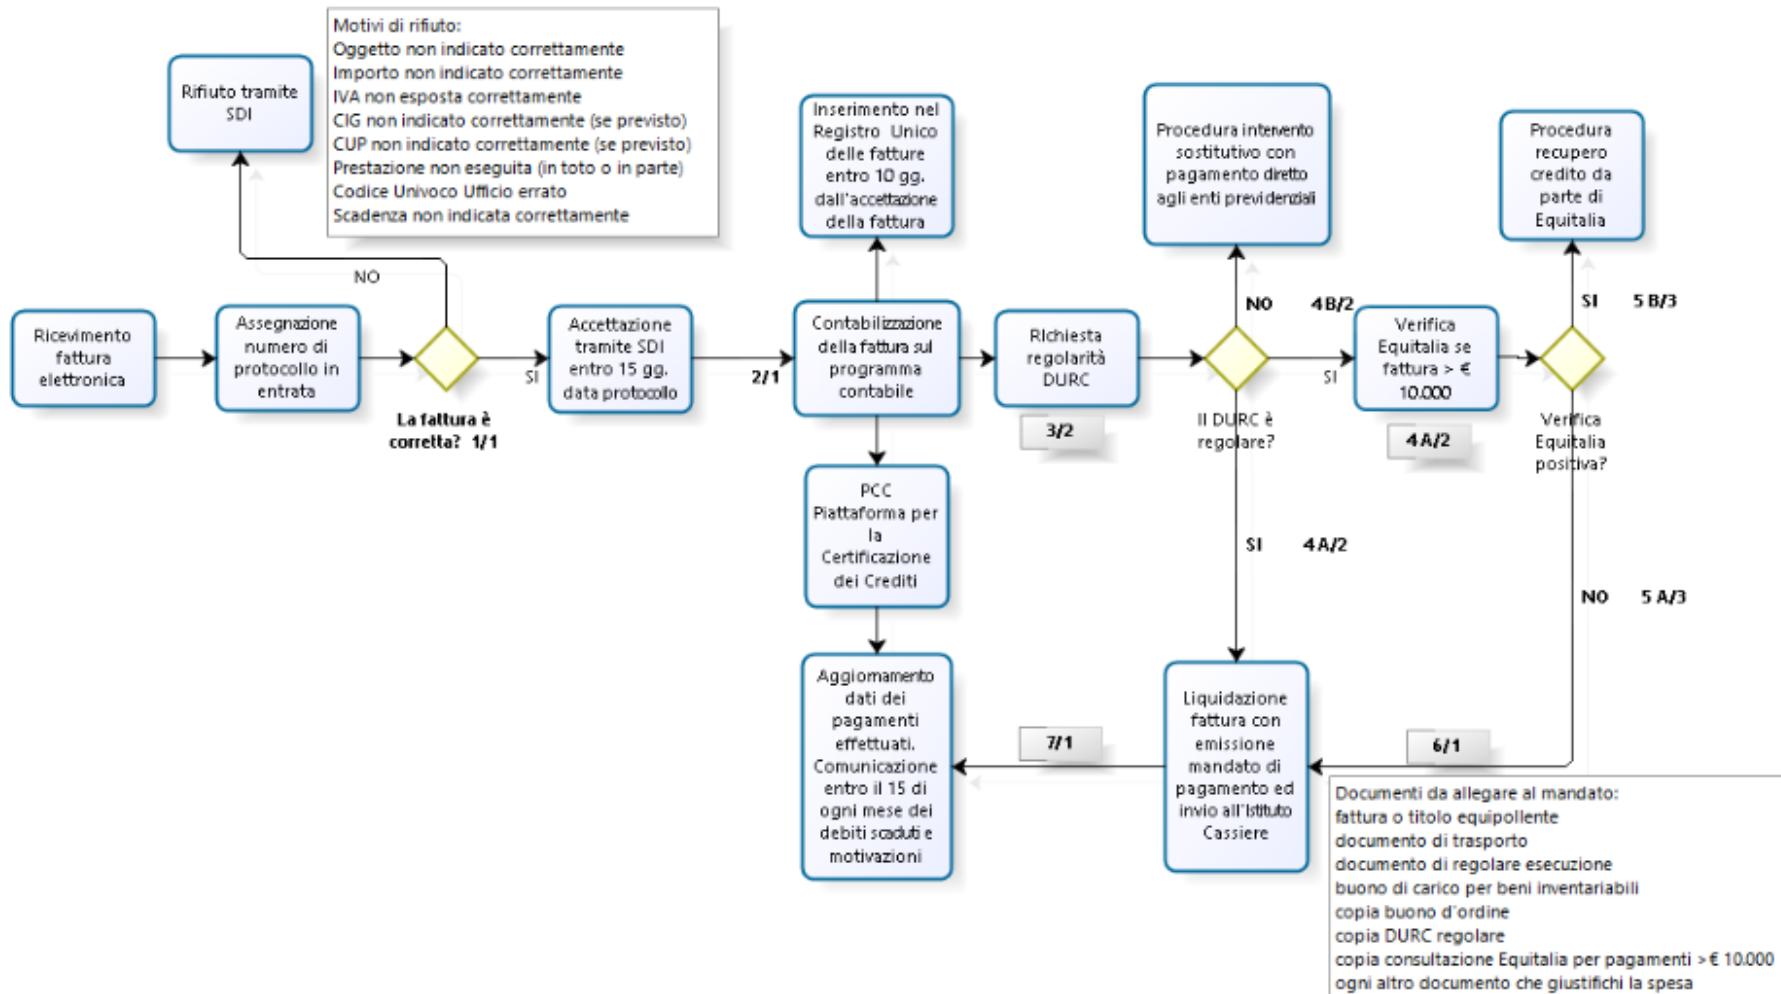 Motivi di rifiuto:
Oggetto non indicato correttamente
Importo non indicato correttamente
IVA non esposta correttamente
CIG non indicato correttamente (se previsto)
CUP non indicato correttamente (se previsto)
Prestazione non eseguita (in toto o in parte)
Codice Univoco Ufficio errato
Scadenza non indicata correttamente
Rifiuto tramite
SDI
Inserimento nel
Registro Unico
delle fatture
entro 10 gg.
dall'accettazione
della fattura
Procedura intervento
sostitutivo con
pagamento diretto
agli enti previdenziali
Procedura
recupero
credito da
parte di
Equitalia
NO
NO 4 B/2
SI 5 B/3
Ricevimento
fattura
elettronica
Assegnazione
numero di
protocollo in
entrata
La fattura è
corretta? 1/1
SI
Accettazione
tramite SDI
entro 15 gg.
data protocollo
2/1
Contabilizzazione
della fattura sul
programma
contabile
RIchiesta
regolarità
DURC
3/2
Il DURC è
regolare?
SI
Verifica
Equitalia se
fattura > €
10.000
4 A/2
Verifica
Equitalia
positiva?
PCC
Piattaforma per
la
Certificazione
dei Crediti
SI 4 A/2
NO 5 A/3
Aggiornamento
dati dei
pagamenti
effettuati.
Comunicazione
entro il 15 di
ogni mese dei
debiti scaduti e
motivazioni
7/1
Liquidazione
fattura con
emissione
mandato di
pagamento ed
invio all'Istituto
Cassiere
6/1
Documenti da allegare al mandato:
fattura o titolo equipollente
documento di trasporto
documento di regolare esecuzione
buono di carico per beni inventariabili
copia buono d'ordine
copia DURC regolare
copia consultazione Equitalia per pagamenti > € 10.000
ogni altro documento che giustifichi la spesa